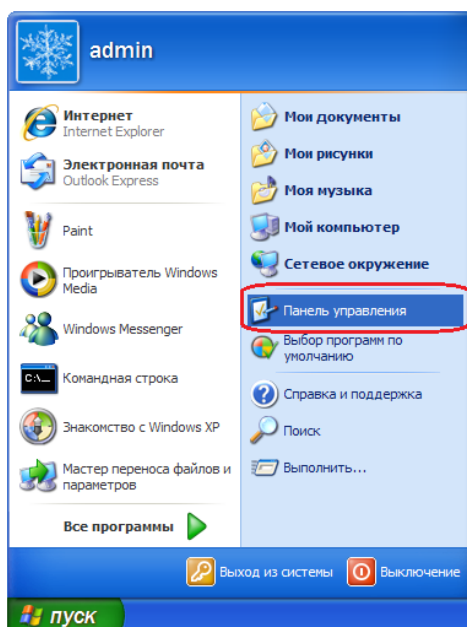 admin
Интернет
Internet Explorer
Электронная почта
Outlook Express
Paint
Проигрыватель Windows
Media
Windows Messenger
C:\_
Командная строка
Знакомство с Windows XP
Мастер переноса файлов и
параметров
Все программы
Мои документы
Мои рисунки
Моя музыка
Мой компьютер
Сетевое окружение
Панель управления
Выбор программ по
умолчанию
Справка и поддержка
Поиск
Выполнить...
Выход из системы
Выключение
пуск